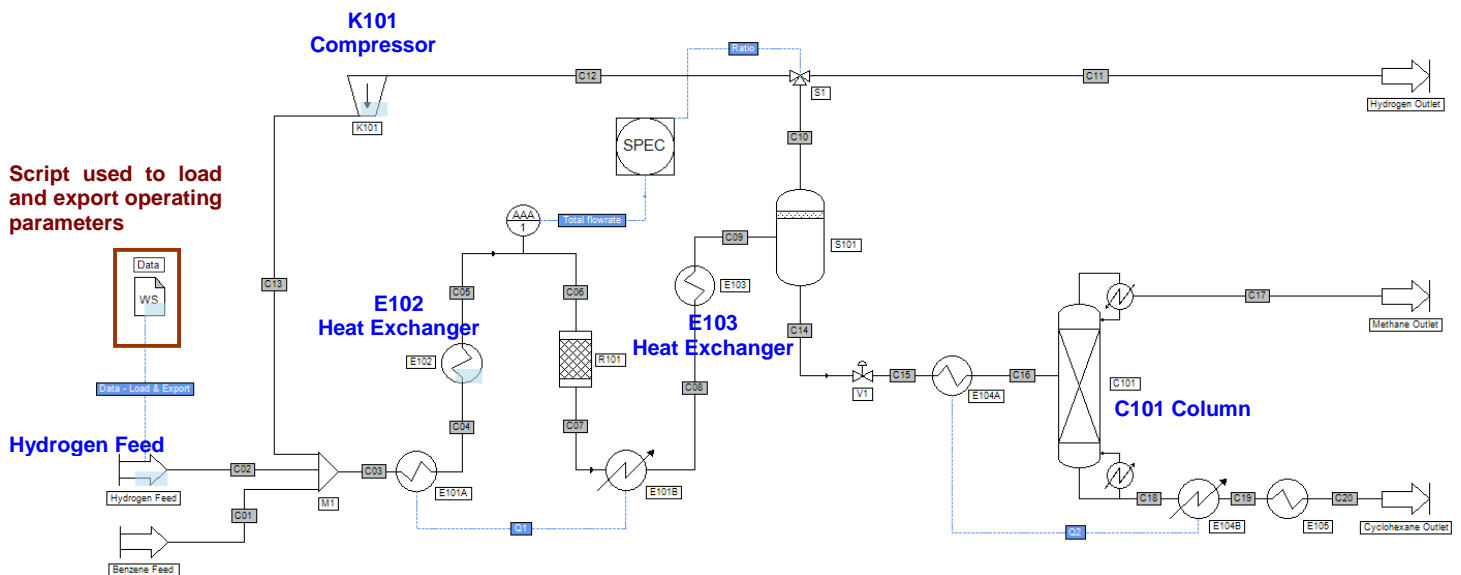 K101
Compressor
Ratio
C12
C11
S1
Hydrogen Outlet
K101
C10
SPEC
Script used to load
and export operating
parameters
AAA
1
Total flowrate
C09
S101
Data
WS
C13
C05
C06
E103
C17
Methane Outlet
E102
Heat Exchanger
E103
Heat Exchanger
C14
E102
R101
Data - Load & Export
C08
V1
C15
E104A
C16
C101
C101 Column
C04
C07
Hydrogen Feed
C02
C03
E101A
E101B
Hydrogen Feed
M1
C01
C18
C19
C20
E104B
E105
Cyclohexane Outlet
Q1
Q2
Benzene Feed